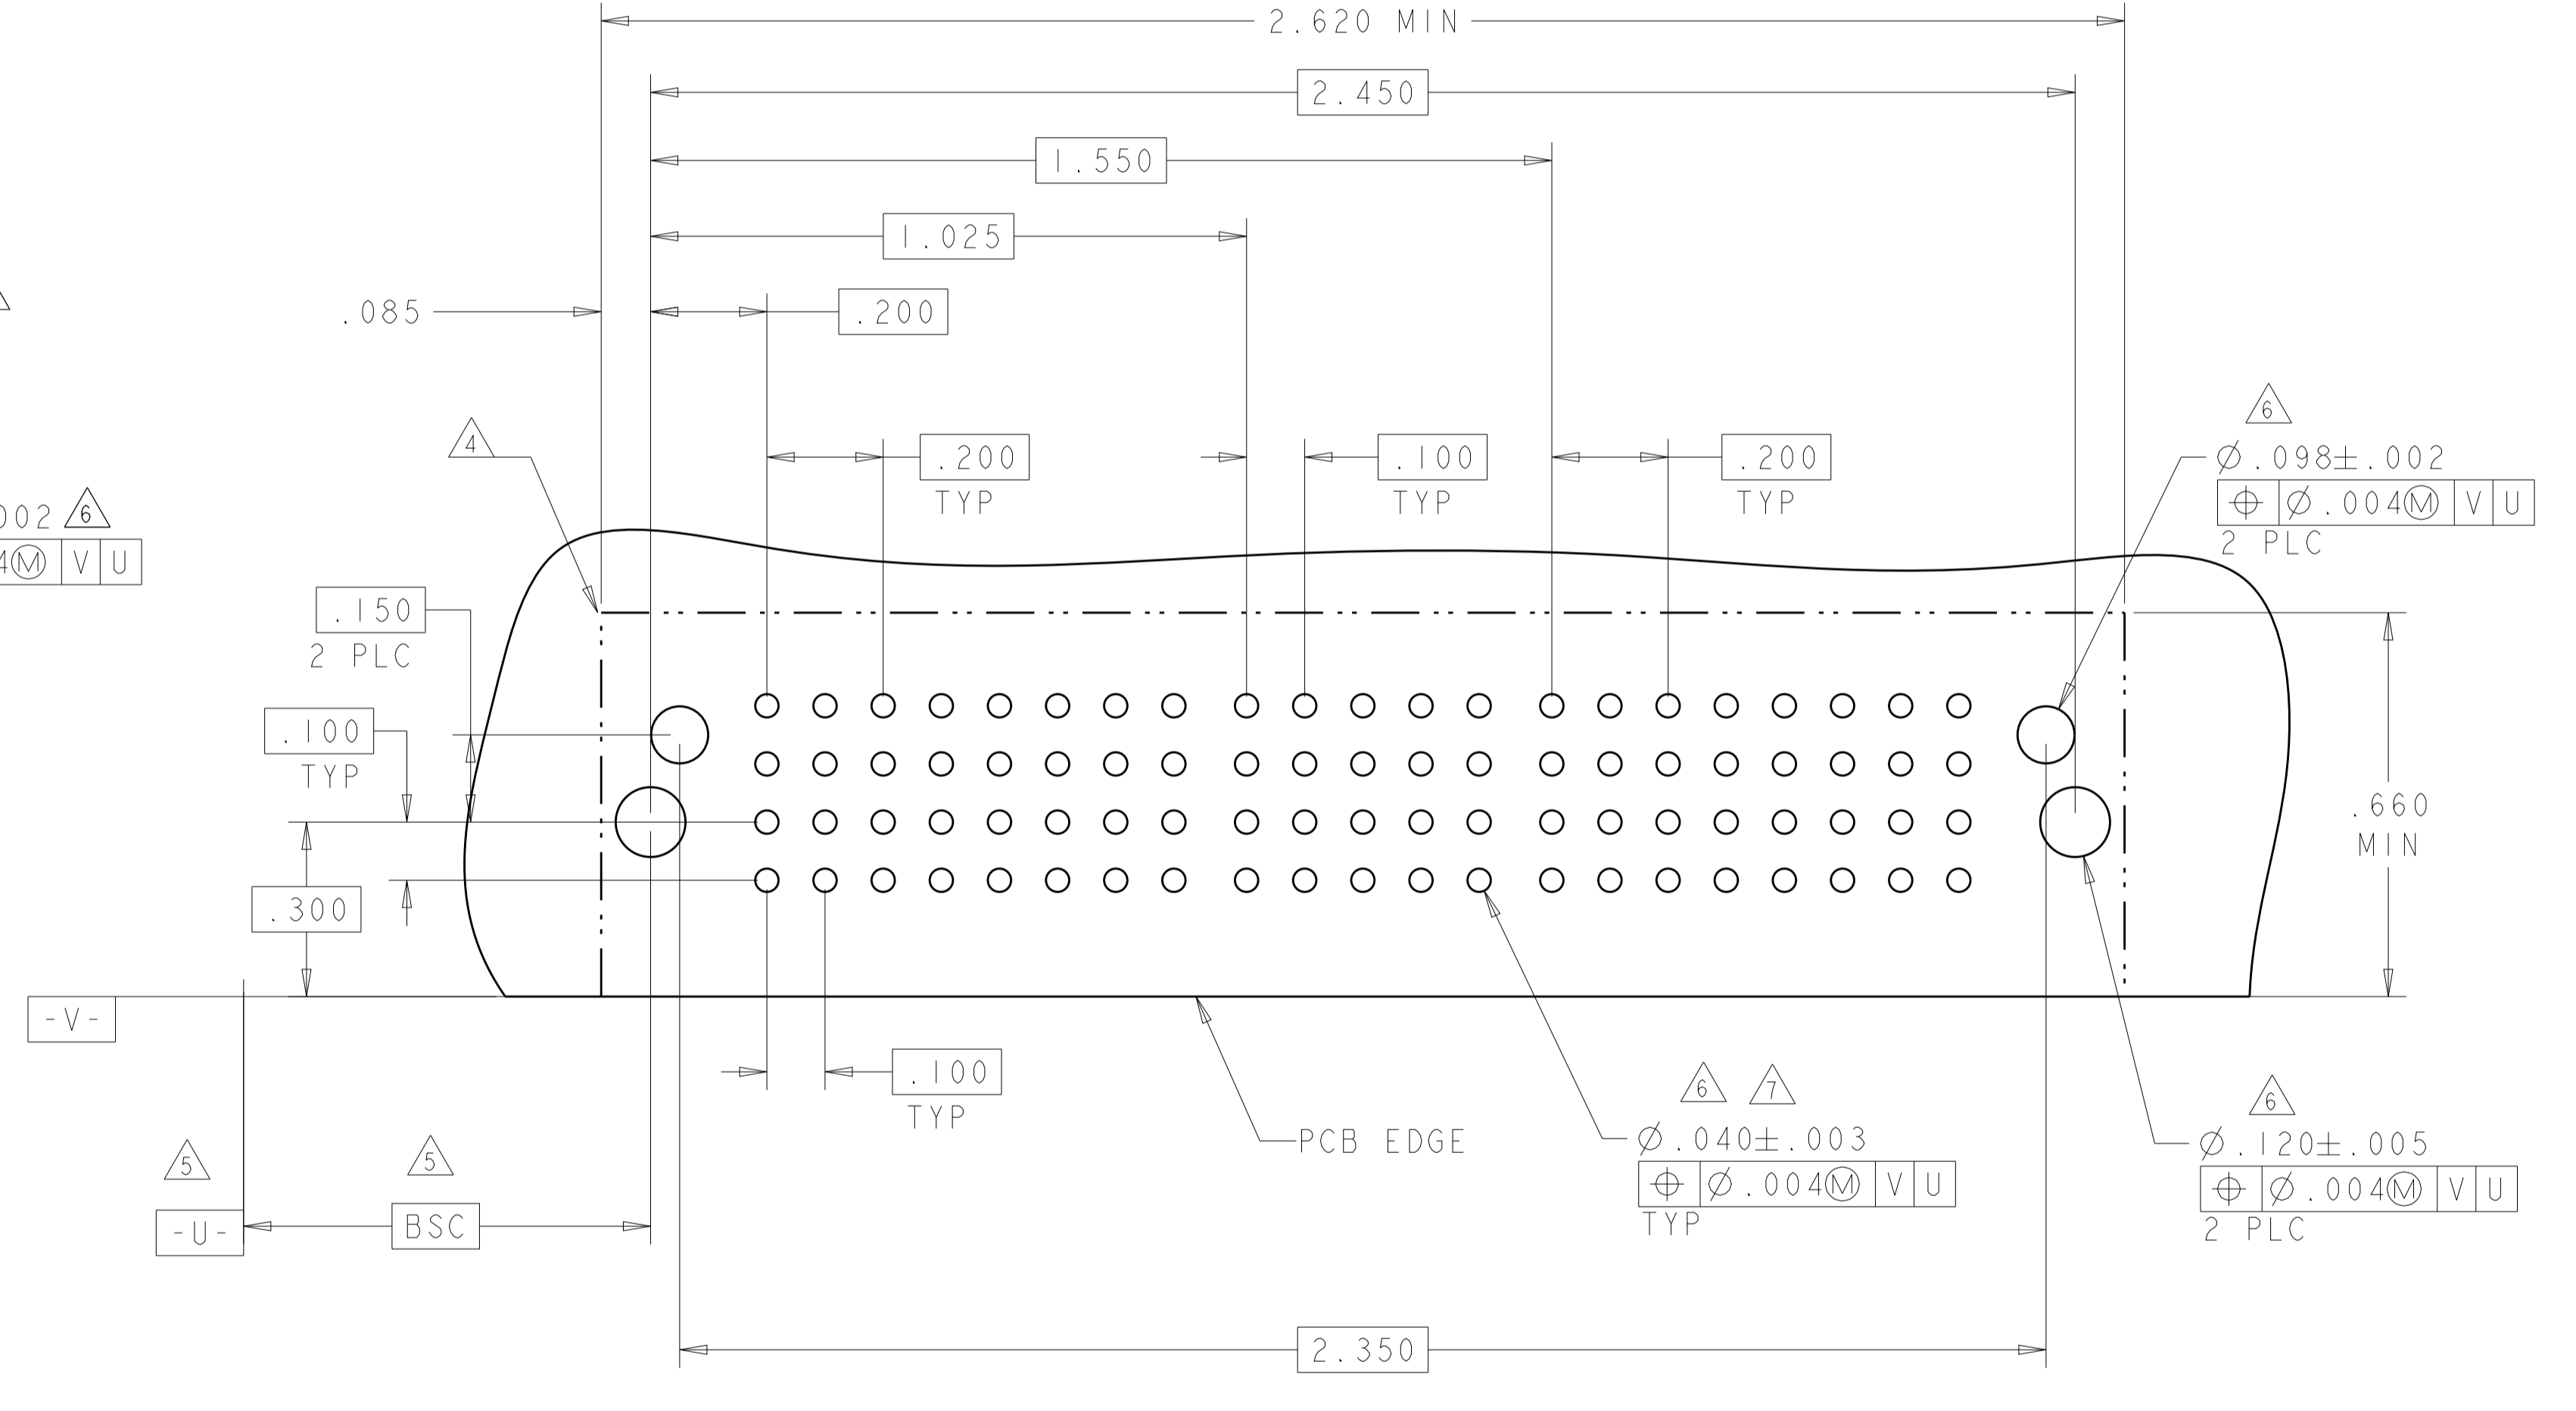 2.620 MIN
2.450
1.550
1.025
.085
.200
4
.200
TYP
.100
TYP
.200
TYP
6
Ø.098±.002
⌖ Ø.004Ⓜ V U
2 PLC
002 6
4Ⓜ V U
.150
2 PLC
.100
TYP
.300
.660
MIN
-V-
.100
TYP
PCB EDGE
6 7
Ø.040±.003
⌖ Ø.004Ⓜ V U
TYP
6
Ø.120±.005
⌖ Ø.004Ⓜ V U
2 PLC
5
5
-U-
BSC
2.350